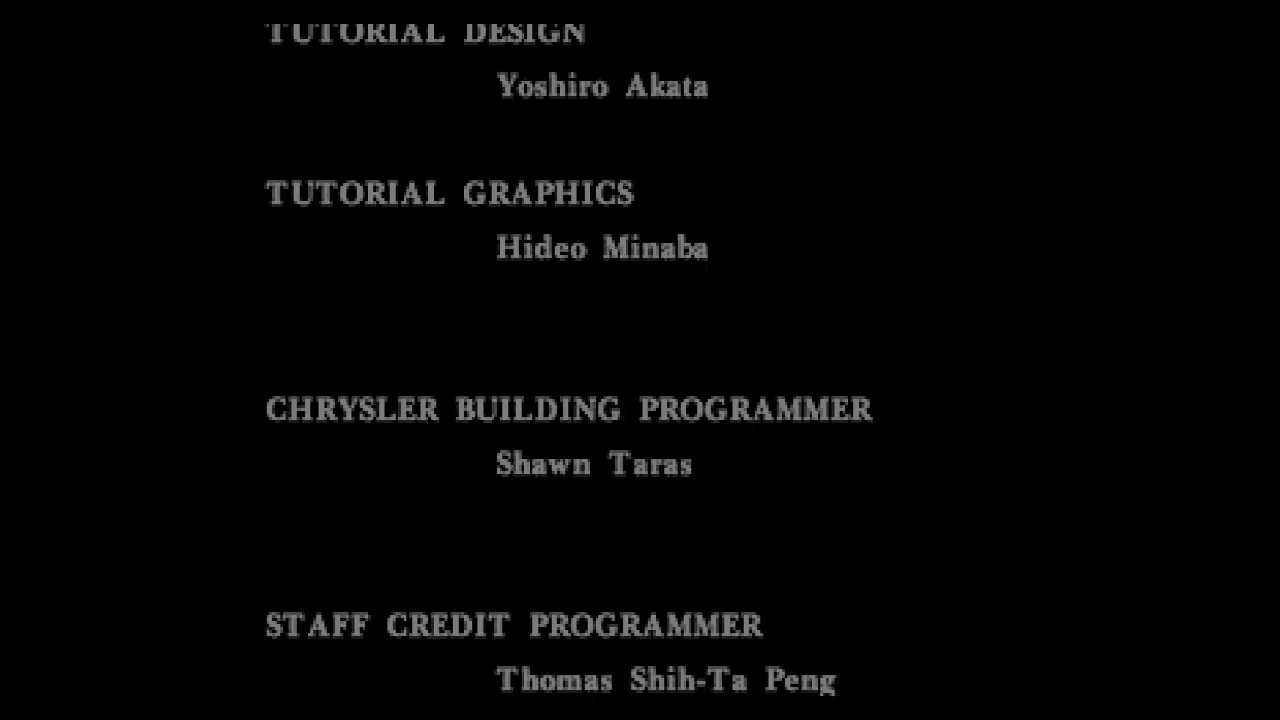 TUTORIAL DESIGN
Yoshiro Akata
TUTORIAL GRAPHICS
Hideo Minaba
CHRYSLER BUILDING PROGRAMMER
Shawn Taras
STAFF CREDIT PROGRAMMER
Thomas Shih-Ta Peng